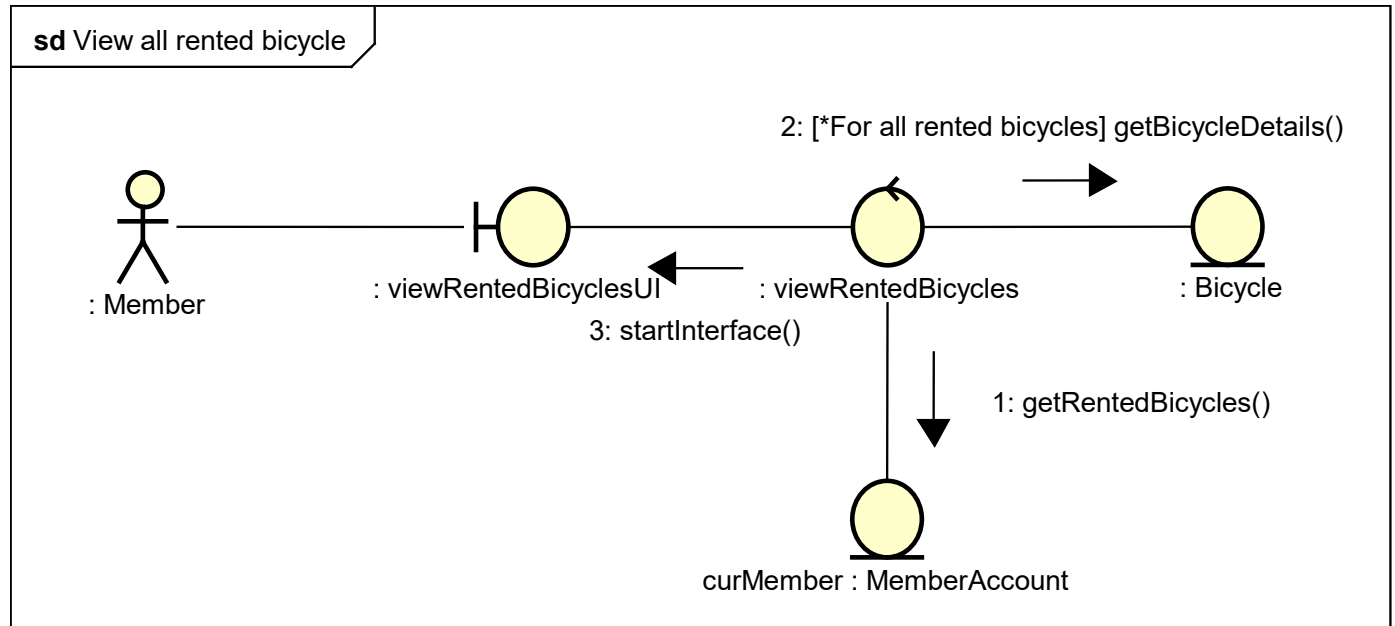 sd View all rented bicycle
2: [*For all rented bicycles] getBicycleDetails()
: Member
: viewRentedBicyclesUI
: viewRentedBicycles
: Bicycle
3: startInterface()
1: getRentedBicycles()
curMember : MemberAccount